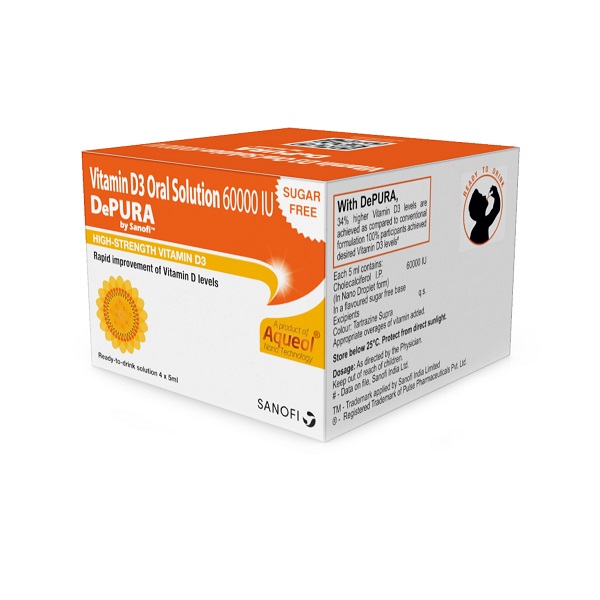 Vitamin D3 Oral Solution 60000 IU
DePURA
by Sanofi™
SUGAR
FREE
HIGH-STRENGTH VITAMIN D3
Rapid improvement of Vitamin D levels
A product of
Aqueol®
Nano Technology
Ready-to-drink solution 4 x 5ml
SANOFI
DePURA
READY TO DRINK
With DePURA,
34% higher Vitamin D3 levels are
achieved as compared to conventional
formulation 100% participants achieved
desired Vitamin D3 levels#
Each 5 ml contains:
Cholecalciferol I.P. 60000 IU
(In Nano Droplet form)
In a flavoured sugar free base
Excipients q.s.
Colour: Tartrazine Supra
Appropriate overages of vitamin added.
Store below 25°C. Protect from direct sunlight.
Dosage: As directed by the Physician.
Keep out of reach of children.
# - Data on file, Sanofi India Ltd.
TM - Trademark applied by Sanofi India Limited
® - Registered Trademark of Pulse Pharmaceuticals Pvt. Ltd.